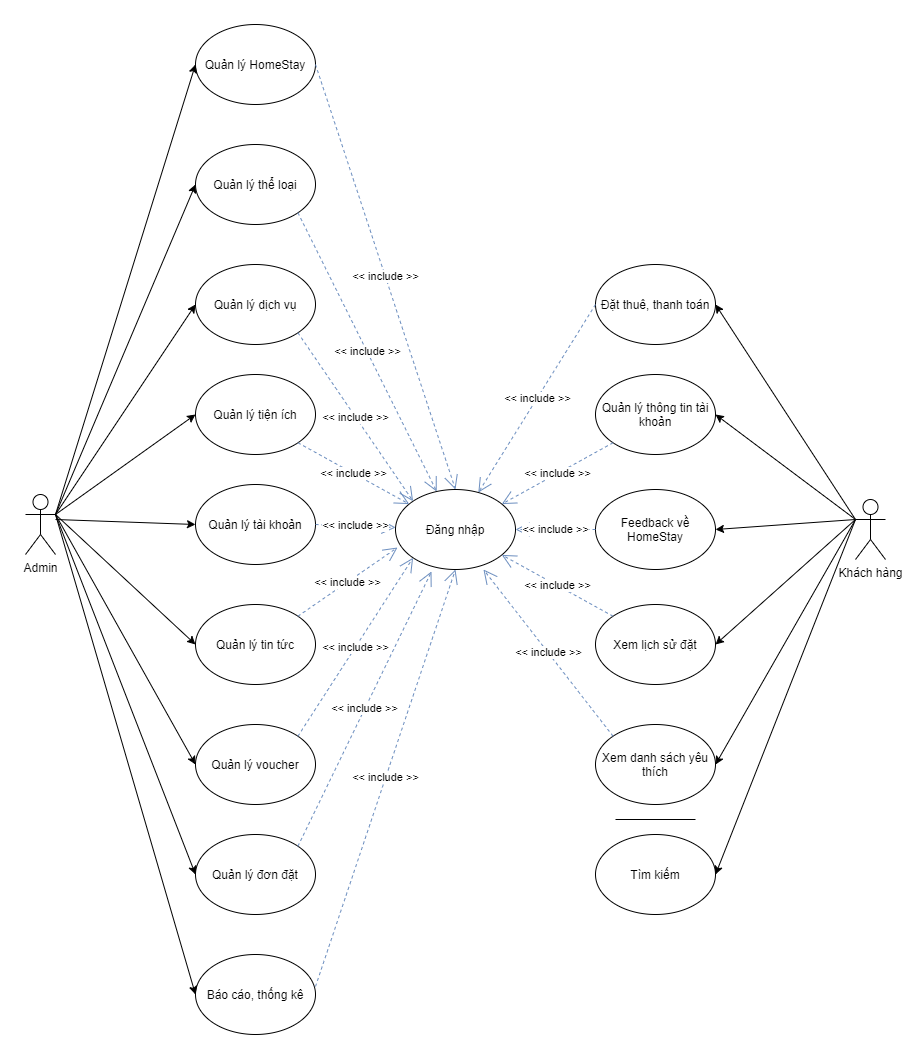 Quản lý HomeStay
Quản lý thể loại
<< include >>
Quản lý dịch vụ
Đặt thuê, thanh toán
<< include >>
<< include >>
Quản lý tiện ích
<< include >>
Quản lý thông tin tài
khoản
<< include >>
<< include >>
Quản lý tài khoản
<< include >>
Đăng nhập
<< include >>
Feedback về
HomeStay
Admin
Khách hàng
<< include >>
<< include >>
Quản lý tin tức
<< include >>
<< include >>
Xem lịch sử đặt
<< include >>
Quản lý voucher
<< include >>
Xem danh sách yêu
thích
Quản lý đơn đặt
Tìm kiếm
Báo cáo, thống kê